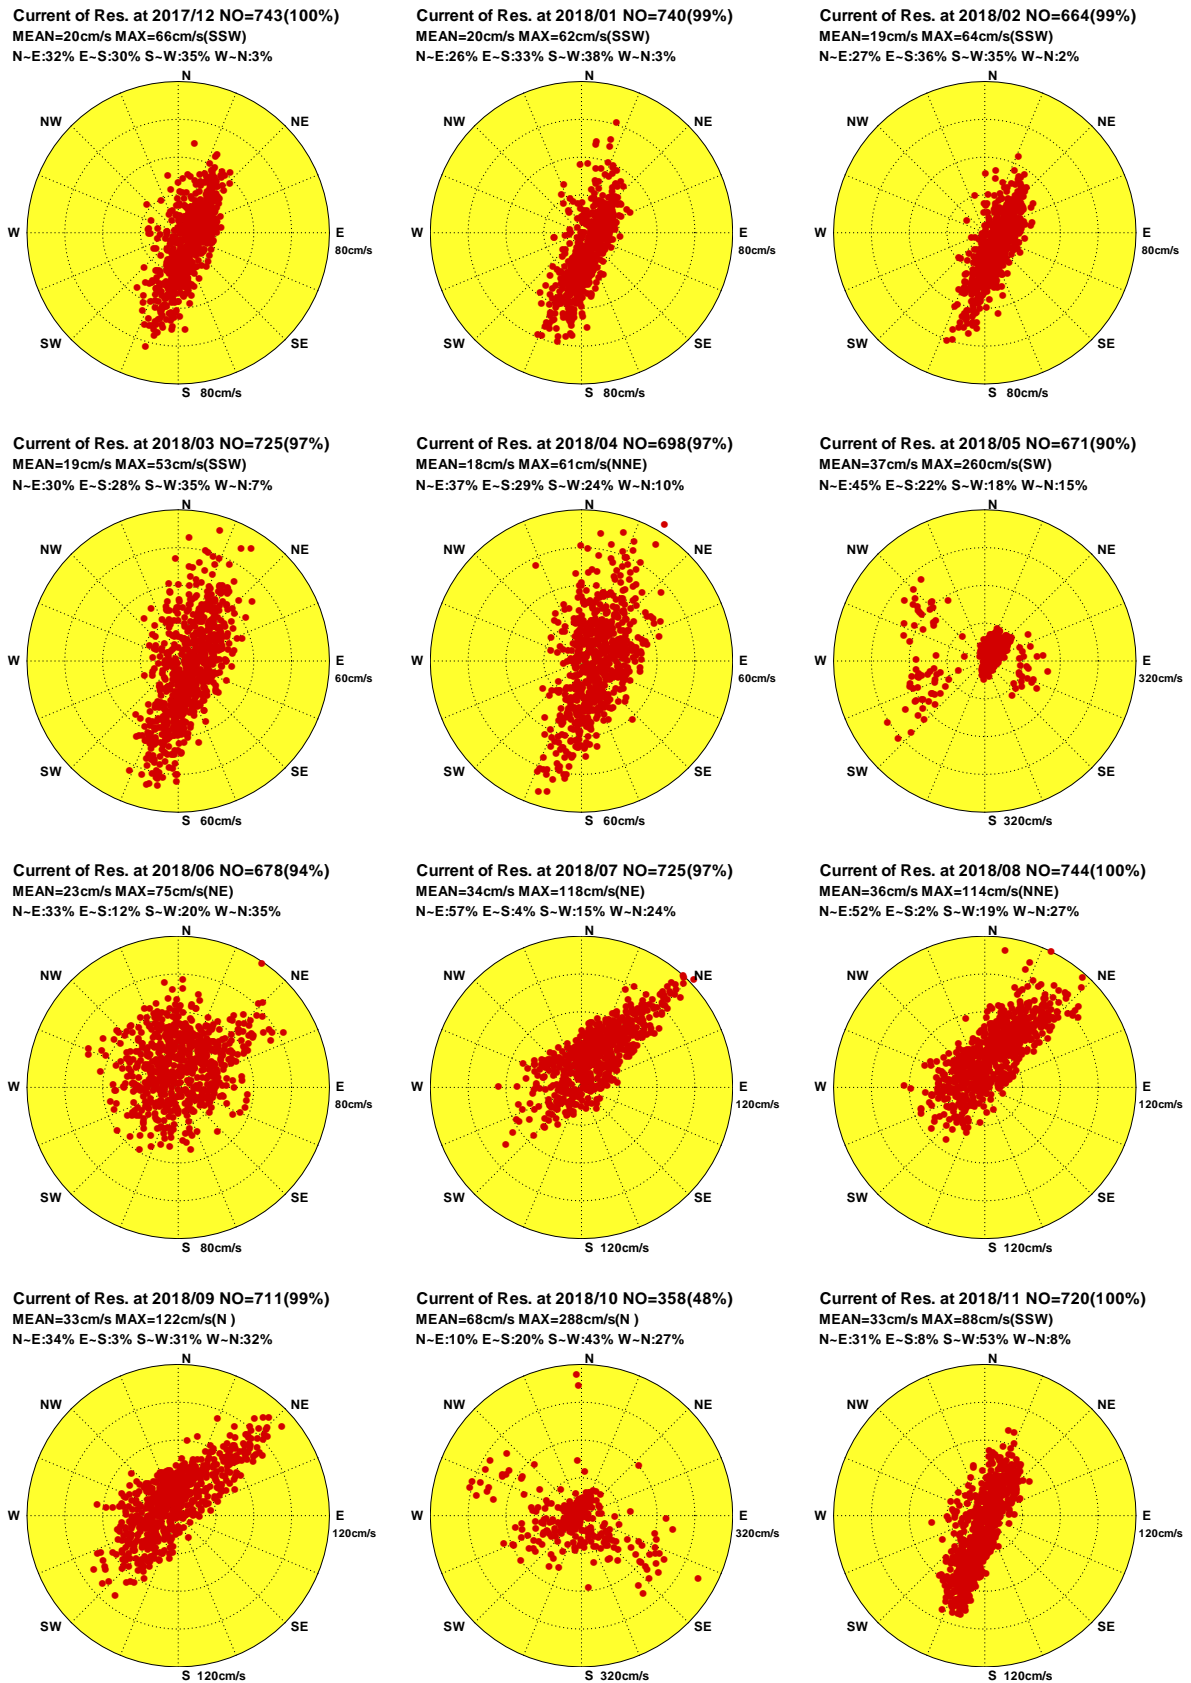 Current of Res. at 2017/12 NO=743(100%)
MEAN=20cm/s MAX=66cm/s(SSW)
N~E:32% E~S:30% S~W:35% W~N:3%
N
NW
NE
W
E
80cm/s
SW
SE
S 80cm/s
Current of Res. at 2018/01 NO=740(99%)
MEAN=20cm/s MAX=62cm/s(SSW)
N~E:26% E~S:33% S~W:38% W~N:3%
N
NW
NE
W
E
80cm/s
SW
SE
S 80cm/s
Current of Res. at 2018/02 NO=664(99%)
MEAN=19cm/s MAX=64cm/s(SSW)
N~E:27% E~S:36% S~W:35% W~N:2%
N
NW
NE
W
E
80cm/s
SW
SE
S 80cm/s
Current of Res. at 2018/03 NO=725(97%)
MEAN=19cm/s MAX=53cm/s(SSW)
N~E:30% E~S:28% S~W:35% W~N:7%
N
NW
NE
W
E
60cm/s
SW
SE
S 60cm/s
Current of Res. at 2018/04 NO=698(97%)
MEAN=18cm/s MAX=61cm/s(NNE)
N~E:37% E~S:29% S~W:24% W~N:10%
N
NW
NE
W
E
60cm/s
SW
SE
S 60cm/s
Current of Res. at 2018/05 NO=671(90%)
MEAN=37cm/s MAX=260cm/s(SW)
N~E:45% E~S:22% S~W:18% W~N:15%
N
NW
NE
W
E
320cm/s
SW
SE
S 320cm/s
Current of Res. at 2018/06 NO=678(94%)
MEAN=23cm/s MAX=75cm/s(NE)
N~E:33% E~S:12% S~W:20% W~N:35%
N
NW
NE
W
E
80cm/s
SW
SE
S 80cm/s
Current of Res. at 2018/07 NO=725(97%)
MEAN=34cm/s MAX=118cm/s(NE)
N~E:57% E~S:4% S~W:15% W~N:24%
N
NW
NE
W
E
120cm/s
SW
SE
S 120cm/s
Current of Res. at 2018/08 NO=744(100%)
MEAN=36cm/s MAX=114cm/s(NNE)
N~E:52% E~S:2% S~W:19% W~N:27%
N
NW
NE
W
E
120cm/s
SW
SE
S 120cm/s
Current of Res. at 2018/09 NO=711(99%)
MEAN=33cm/s MAX=122cm/s(N )
N~E:34% E~S:3% S~W:31% W~N:32%
N
NW
NE
W
E
120cm/s
SW
SE
S 120cm/s
Current of Res. at 2018/10 NO=358(48%)
MEAN=68cm/s MAX=288cm/s(N )
N~E:10% E~S:20% S~W:43% W~N:27%
N
NW
NE
W
E
320cm/s
SW
SE
S 320cm/s
Current of Res. at 2018/11 NO=720(100%)
MEAN=33cm/s MAX=88cm/s(SSW)
N~E:31% E~S:8% S~W:53% W~N:8%
N
NW
NE
W
E
120cm/s
SW
SE
S 120cm/s